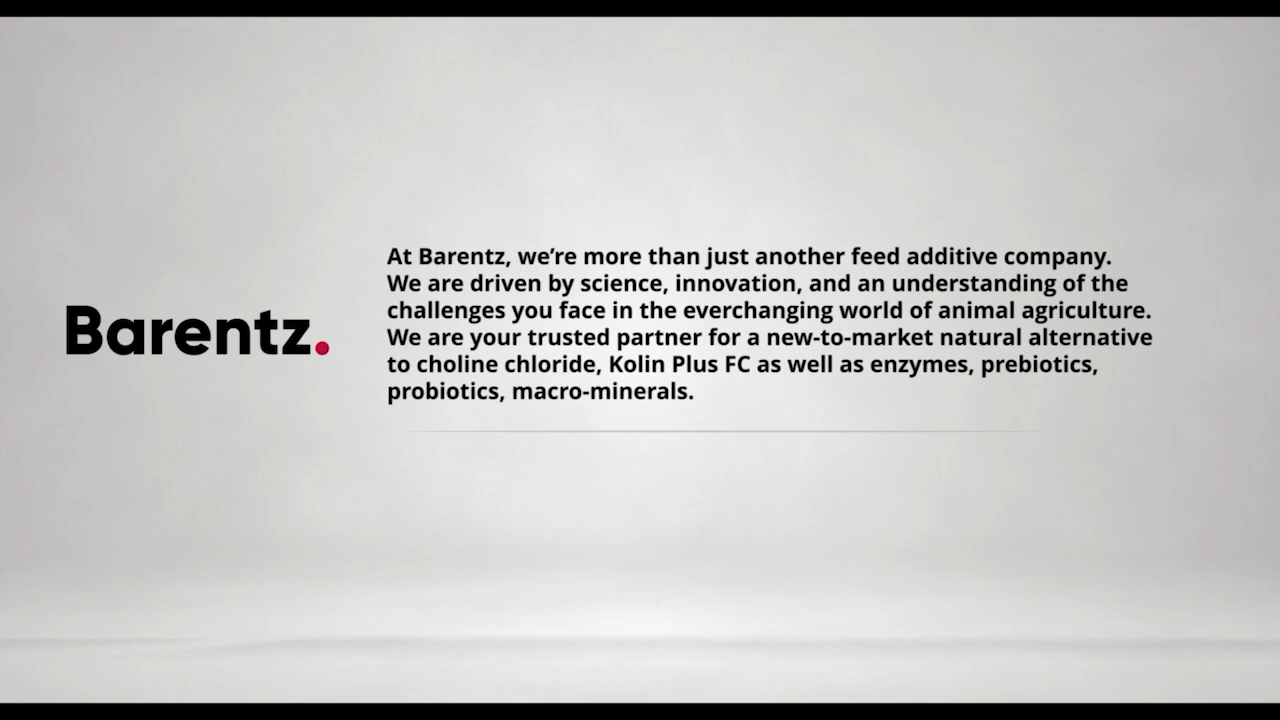 Barentz.
At Barentz, we’re more than just another feed additive company.
We are driven by science, innovation, and an understanding of the
challenges you face in the everchanging world of animal agriculture.
We are your trusted partner for a new-to-market natural alternative
to choline chloride, Kolin Plus FC as well as enzymes, prebiotics,
probiotics, macro-minerals.